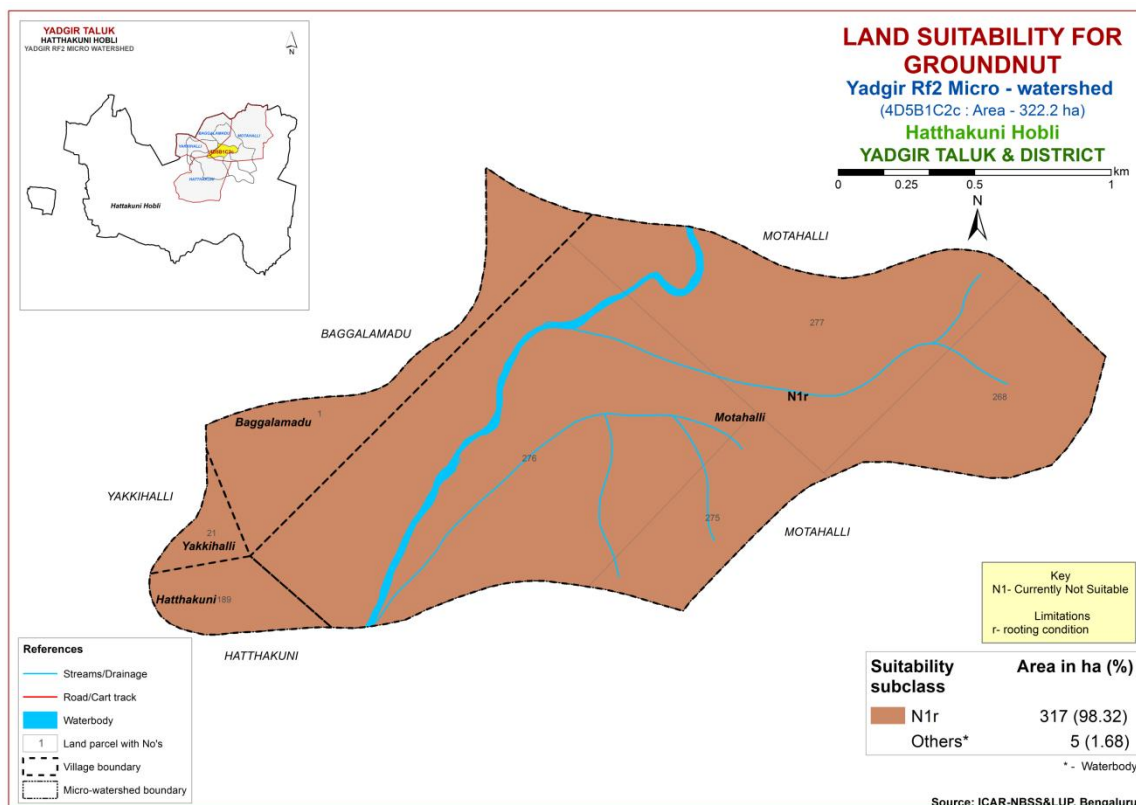 YADGIR TALUK
HATTHAKUNI HOBLI
YADGIR RF2 MICRO WATERSHED
N
BAGGALAMADU
MOTAHALLI
HATTHAKUNI
Hattakuni Hobli
LAND SUITABILITY FOR
GROUNDNUT
Yadgir Rf2 Micro - watershed
(4D5B1C2c : Area - 322.2 ha)
Hatthakuni Hobli
YADGIR TALUK & DISTRICT
km
0 0.25 0.5 1
N
MOTAHALLI
BAGGALAMADU
277
N1r
268
Motahalli
1
Baggalamadu
276
YAKKIHALLI
275
21
MOTAHALLI
Yakkihalli
Hatthakuni 189
HATTHAKUNI
Key
N1- Currently Not Suitable
Limitations
r- rooting condition
References
Streams/Drainage
Road/Cart track
Waterbody
1 Land parcel with No's
Village boundary
Micro-watershed boundary
Suitability subclass Area in ha (%)
N1r 317 (98.32)
Others* 5 (1.68)
* - Waterbody
Source: ICAR-NBSS&LUP, Bengaluru